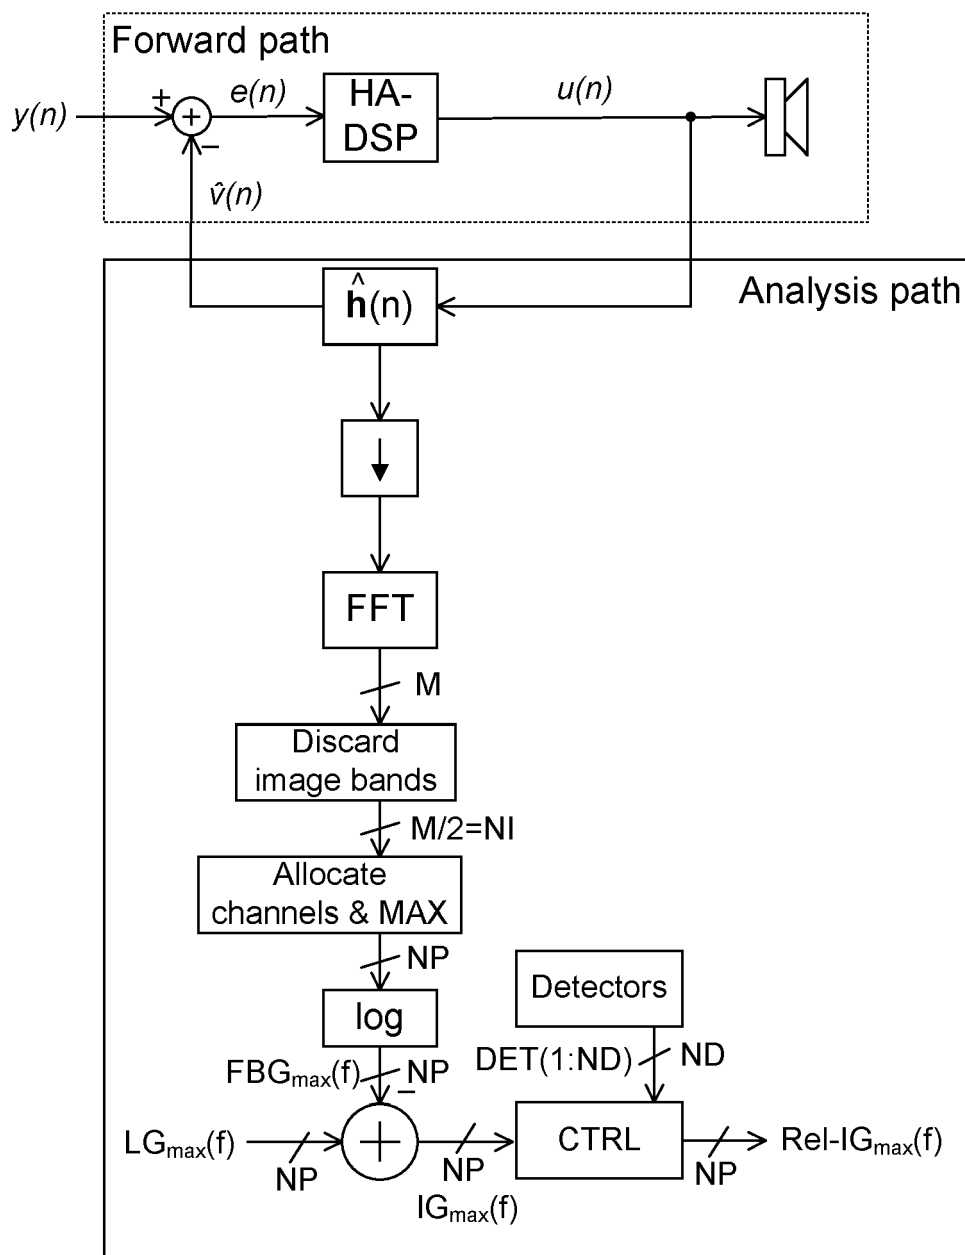 Forward path
y(n)
+
+
−
e(n)
HA-
DSP
u(n)
v̂(n)
Analysis path
ĥ(n)
FFT
M
Discard
image bands
M/2=NI
Allocate
channels & MAX
NP
log
Detectors
FBGmax(f)
NP
−
DET(1:ND)
ND
LGmax(f)
NP
+
NP
IGmax(f)
CTRL
NP
Rel-IGmax(f)